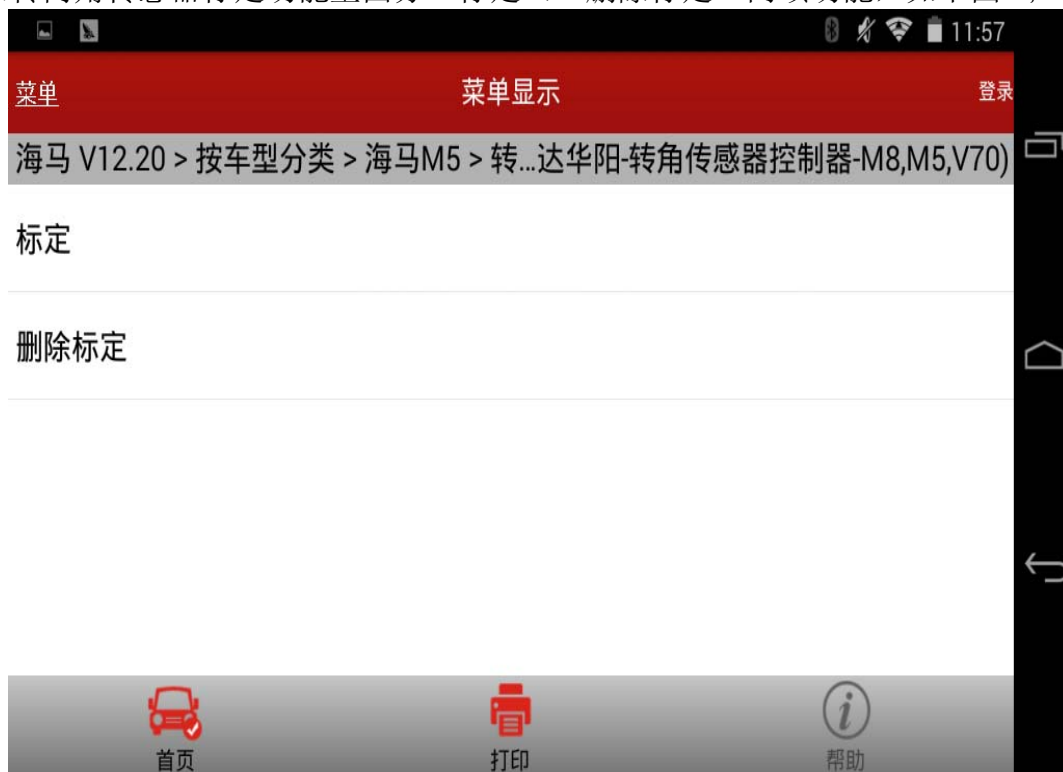 11:57
菜单
菜单显示
登录
海马 V12.20 > 按车型分类 > 海马M5 > 转...达华阳-转角传感器控制器-M8,M5,V70)
标定
删除标定
首页
打印
帮助